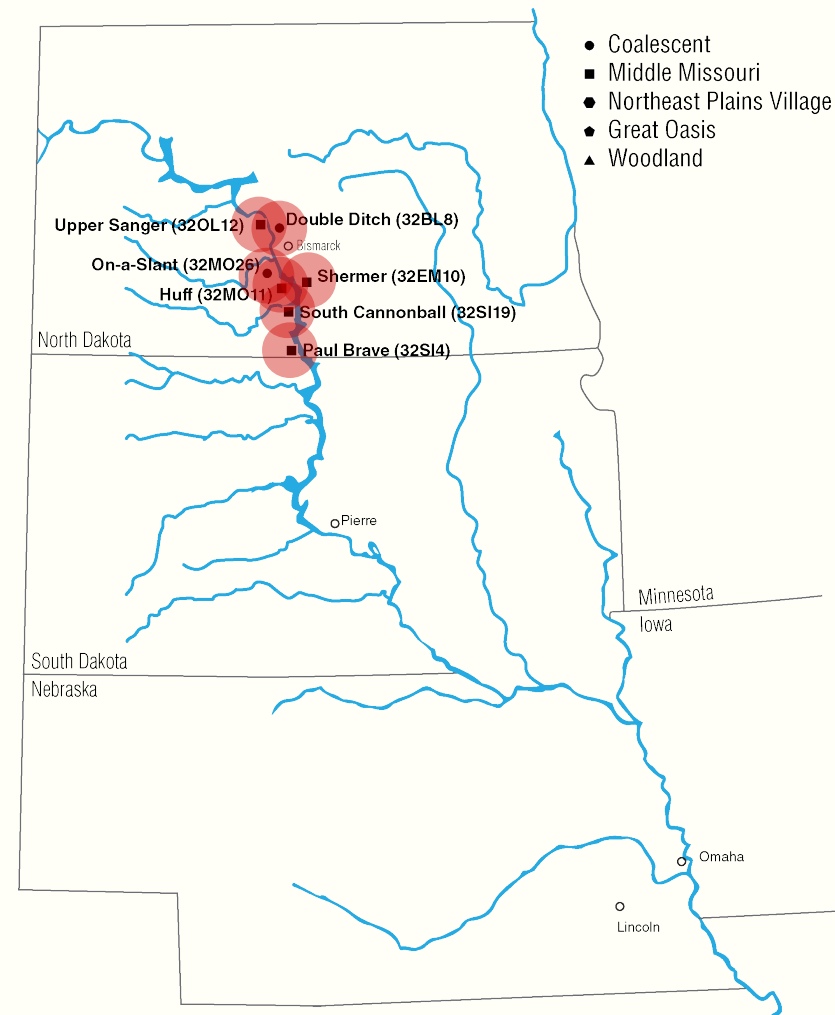 Coalescent
Middle Missouri
Northeast Plains Village
Great Oasis
Woodland
Upper Sanger (32OL12)
Double Ditch (32BL8)
Bismarck
On-a-Slant (32MO26)
Shermer (32EM10)
Huff (32MO11)
South Cannonball (32SI19)
North Dakota
Paul Brave (32SI4)
Pierre
Minnesota
Iowa
South Dakota
Nebraska
Omaha
Lincoln